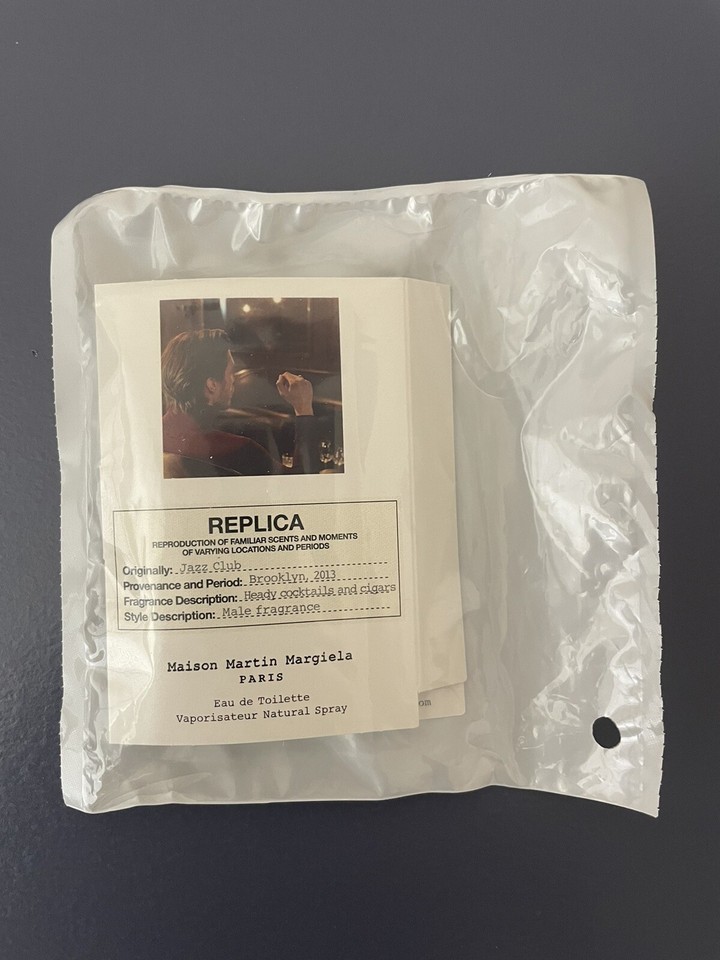 REPLICA
REPRODUCTION OF FAMILIAR SCENTS AND MOMENTS
OF VARYING LOCATIONS AND PERIODS
Originally: Jazz Club
Provenance and Period: Brooklyn, 2013
Fragrance Description: Heady cocktails and cigars
Style Description: Male fragrance
Maison Martin Margiela
PARIS
Eau de Toilette
Vaporisateur Natural Spray
om